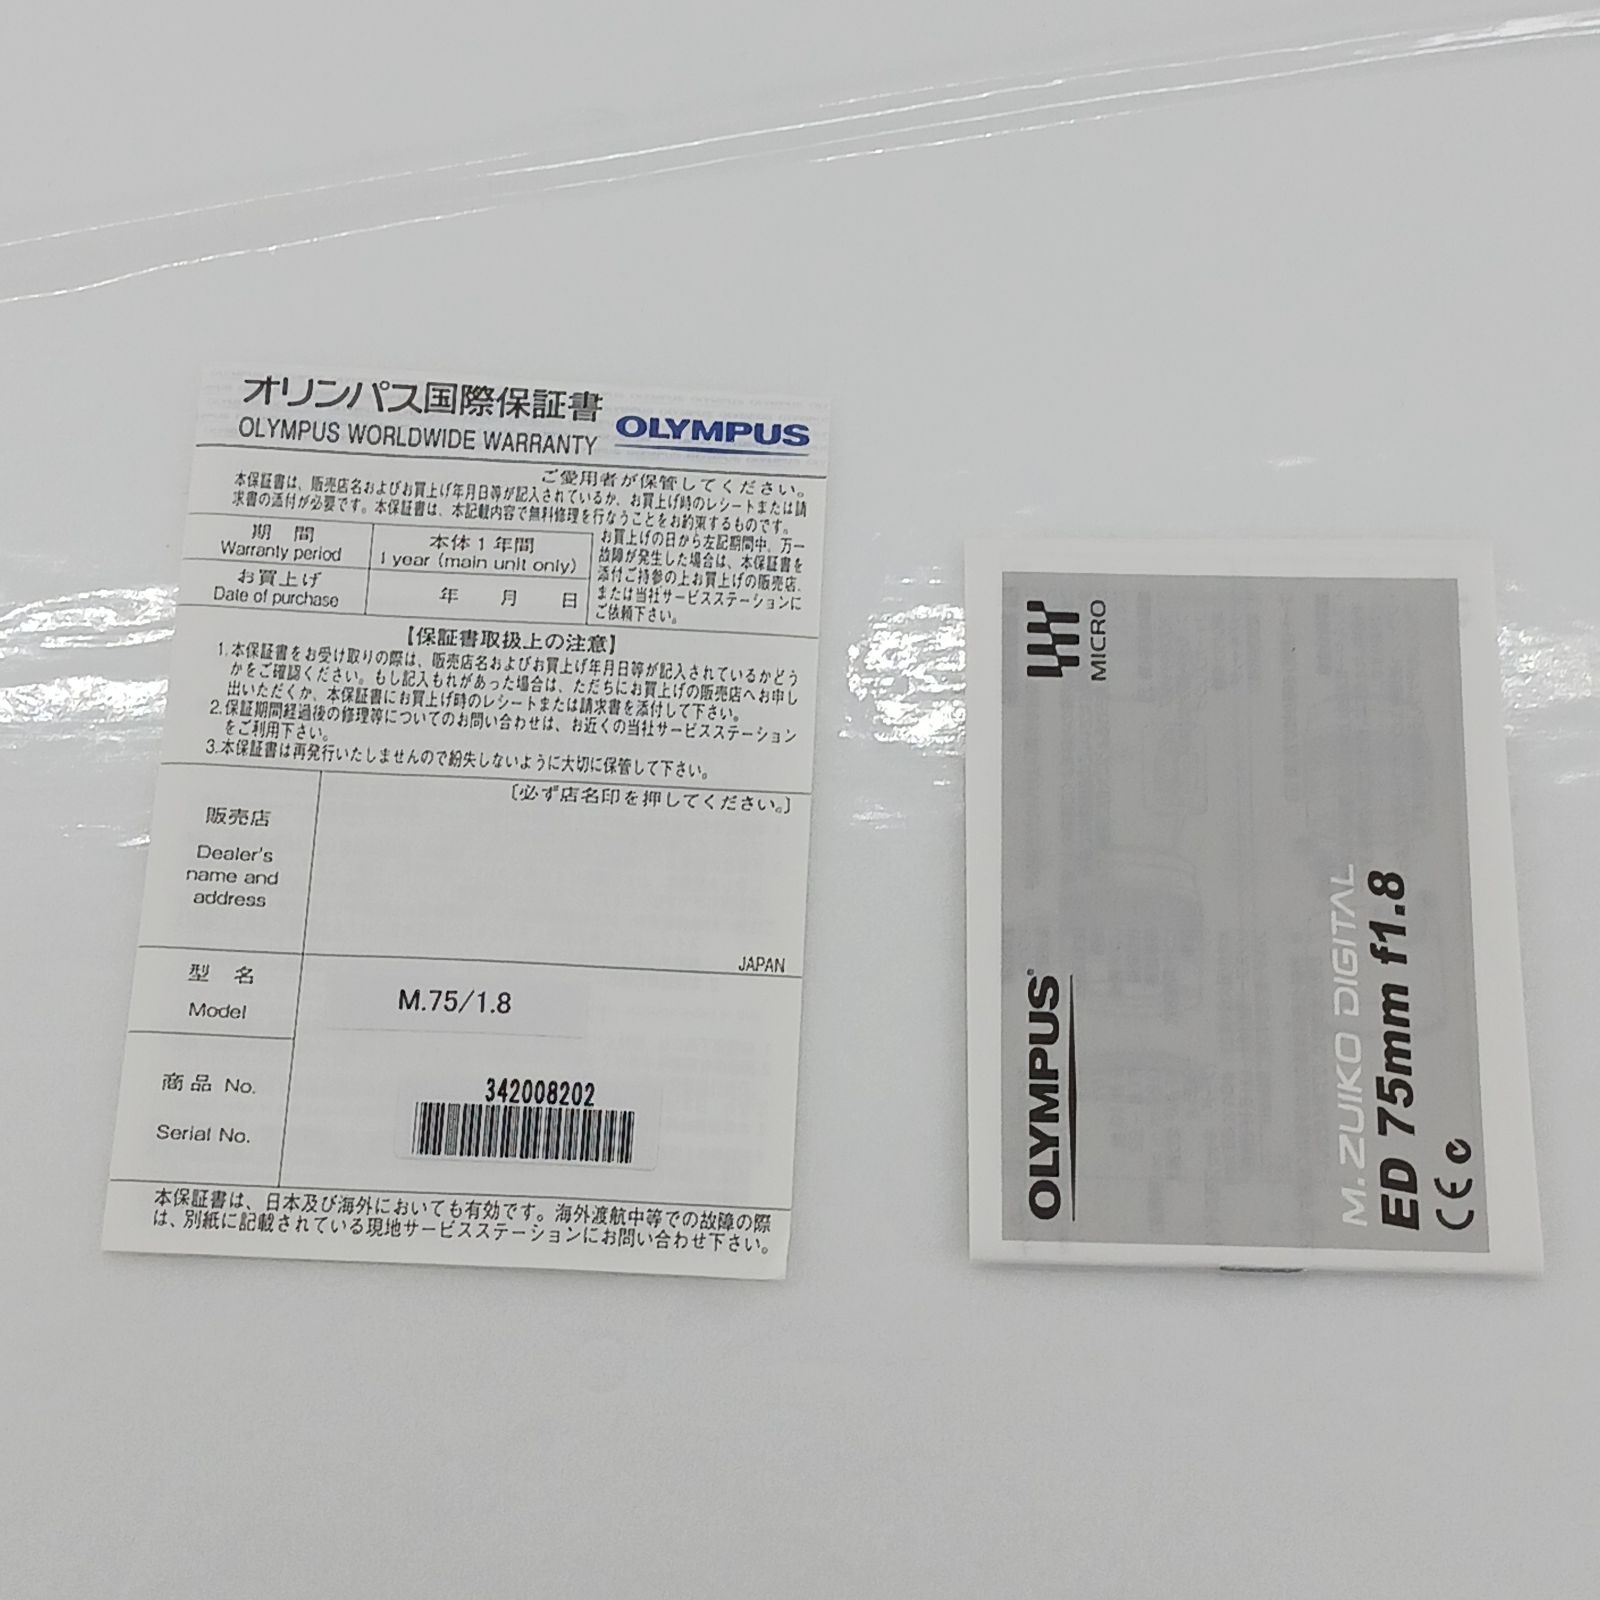 オリンパス国際保証書
OLYMPUS WORLDWIDE WARRANTY
OLYMPUS
ご愛用者が保管してください。
本保証書は、販売店名およびお買上げ年月日等が記入されているか、お買上げ時のレシートまたは請
求書の添付が必要です。本保証書は、本記載内容で無料修理を行なうことをお約束するものです。
期 間
Warranty period
本体1年間
1 year (main unit only)
お買上げ
Date of purchase
年 月 日
お買上げの日から左記期間中、万一
故障が発生した場合は、本保証書を
添付ご持参の上お買上げの販売店、
または当社サービスステーションに
ご依頼下さい。
【保証書取扱上の注意】
1.本保証書をお受け取りの際は、販売店名およびお買上げ年月日等が記入されているかどう
かをご確認ください。もし記入もれがあった場合は、ただちにお買上げの販売店へお申し
出いただくか、本保証書にお買上げ時のレシートまたは請求書を添付して下さい。
2.保証期間経過後の修理等についてのお問い合わせは、お近くの当社サービスステーション
をご利用下さい。
3.本保証書は再発行いたしませんので紛失しないように大切に保管して下さい。
販売店
Dealer's
name and
address
〔必ず店名印を押してください。〕
JAPAN
型 名
Model
M.75/1.8
商品 No.
Serial No.
342008202
本保証書は、日本及び海外においても有効です。海外渡航中等での故障の際
は、別紙に記載されている現地サービスステーションにお問い合わせ下さい。
MICRO
OLYMPUS®
M.ZUIKO DIGITAL
ED 75mm f1.8
CE